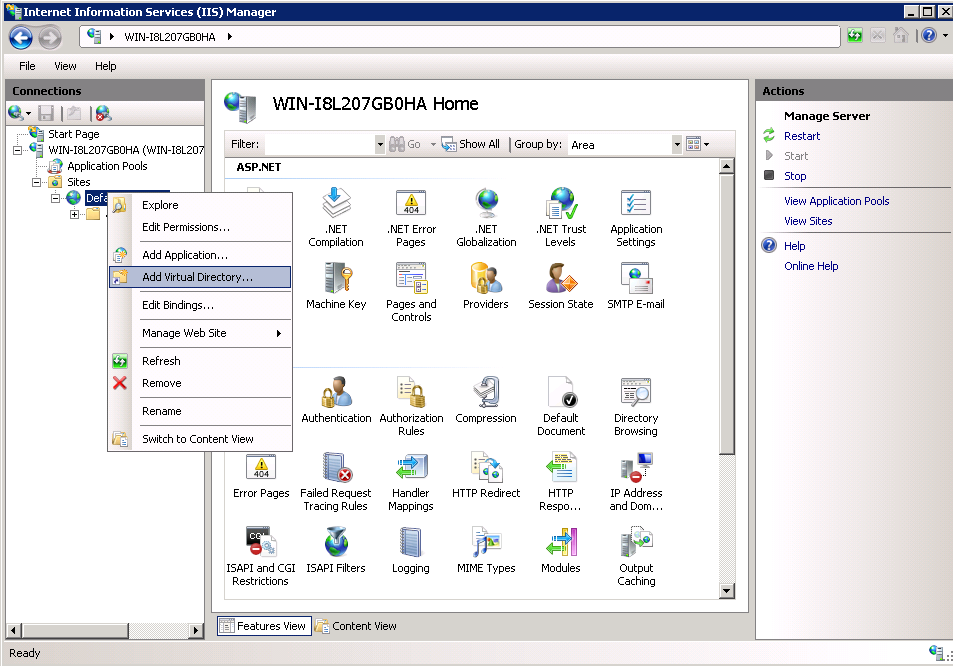 Internet Information Services (IIS) Manager
WIN-I8L207GB0HA
File View Help
Connections
Start Page
WIN-I8L207GB0HA (WIN-I8L207
Application Pools
Sites
Defa
Explore
Edit Permissions...
Add Application...
Add Virtual Directory...
Edit Bindings...
Manage Web Site
Refresh
Remove
Rename
Switch to Content View
WIN-I8L207GB0HA Home
Filter: Go Show All Group by: Area
ASP.NET
.NET Compilation
.NET Error Pages
.NET Globalization
.NET Trust Levels
Application Settings
Machine Key
Pages and Controls
Providers
Session State
SMTP E-mail
Authentication
Authorization Rules
Compression
Default Document
Directory Browsing
Error Pages
Failed Request Tracing Rules
Handler Mappings
HTTP Redirect
HTTP Respo...
IP Address and Dom...
ISAPI and CGI Restrictions
ISAPI Filters
Logging
MIME Types
Modules
Output Caching
404
404
CGI
Features View
Content View
Actions
Manage Server
Restart
Start
Stop
View Application Pools
View Sites
Help
Online Help
Ready